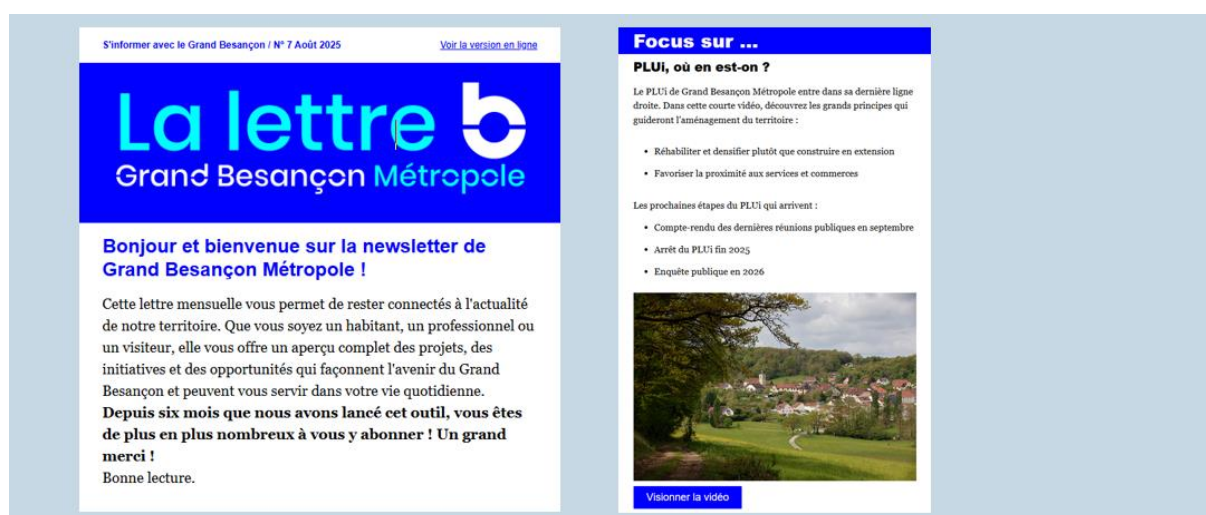 S'informer avec le Grand Besançon / N° 7 Août 2025
Voir la version en ligne
La lettre b
Grand Besançon Métropole
Bonjour et bienvenue sur la newsletter de
Grand Besançon Métropole !
Cette lettre mensuelle vous permet de rester connectés à l'actualité
de notre territoire. Que vous soyez un habitant, un professionnel ou
un visiteur, elle vous offre un aperçu complet des projets, des
initiatives et des opportunités qui façonnent l'avenir du Grand
Besançon et peuvent vous servir dans votre vie quotidienne.
Depuis six mois que nous avons lancé cet outil, vous êtes
de plus en plus nombreux à vous y abonner ! Un grand
merci !
Bonne lecture.
Focus sur ...
PLUi, où en est-on ?
Le PLUi de Grand Besançon Métropole entre dans sa dernière ligne
droite. Dans cette courte vidéo, découvrez les grands principes qui
guideront l'aménagement du territoire :
• Réhabiliter et densifier plutôt que construire en extension
• Favoriser la proximité aux services et commerces
Les prochaines étapes du PLUi qui arrivent :
• Compte-rendu des dernières réunions publiques en septembre
• Arrêt du PLUi fin 2025
• Enquête publique en 2026
Visionner la vidéo